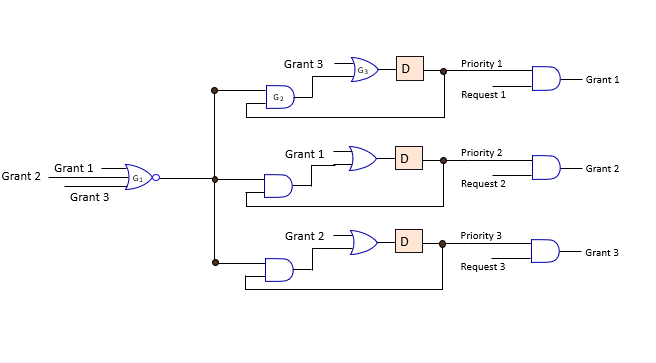 Grant 3
G3
D
Priority 1
Grant 1
G2
Request 1
Grant 1
D
Priority 2
Grant 2
Request 2
Grant 1
Grant 2
G1
Grant 3
Grant 2
D
Priority 3
Grant 3
Request 3